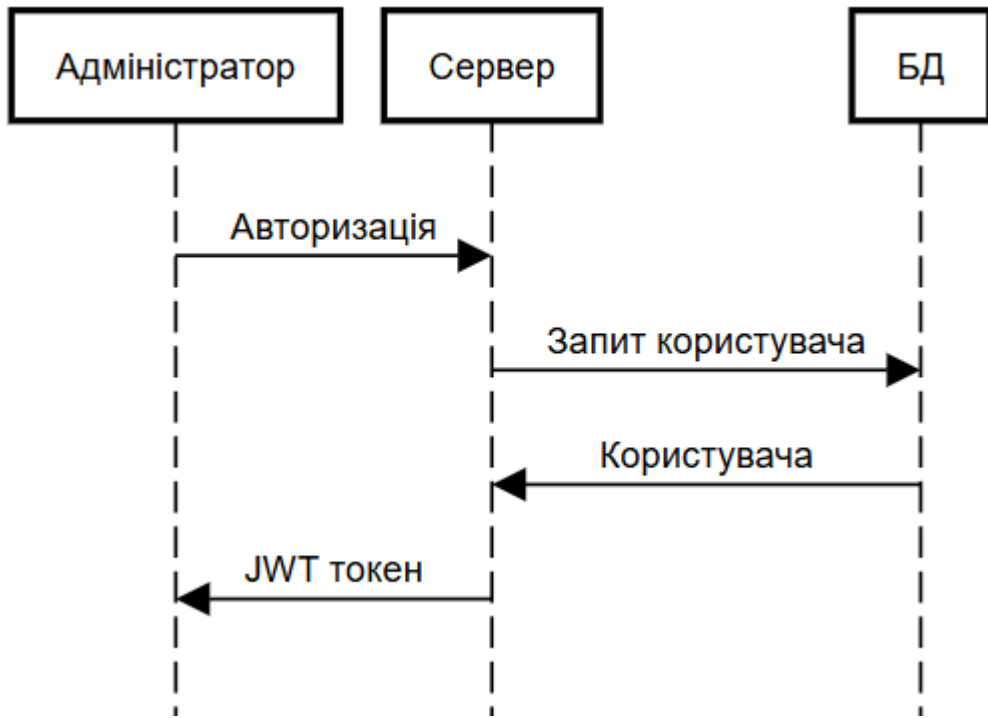 Адміністратор
Сервер
БД
Авторизація
Запит користувача
Користувача
JWT токен